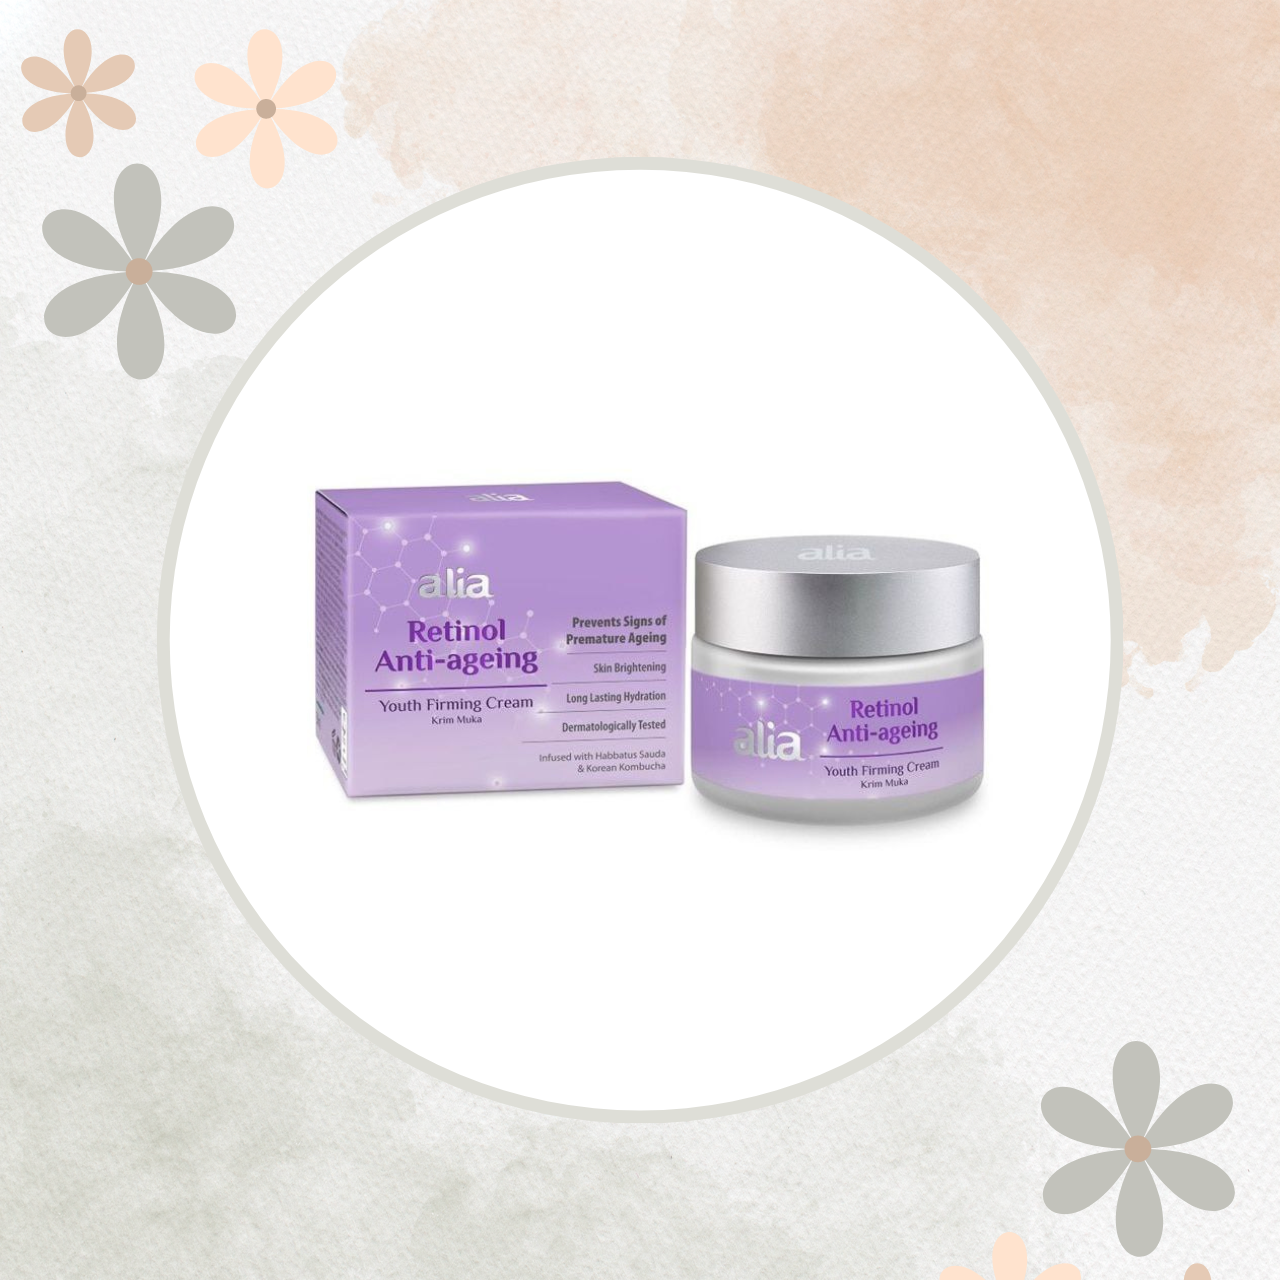 alia
alia
Retinol
Anti-ageing
Youth Firming Cream
Krim Muka
Prevents Signs of
Premature Ageing
Skin Brightening
Long Lasting Hydration
Dermatologically Tested
Infused with Habbatus Sauda
& Korean Kombucha
alia
alia
Retinol
Anti-ageing
Youth Firming Cream
Krim Muka